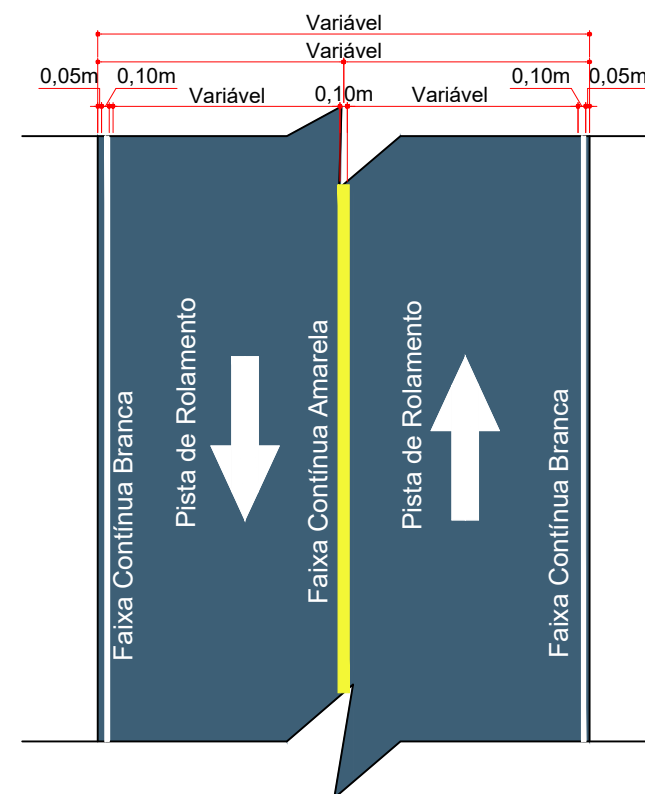 Variável
Variável
0,05m
0,10m
Variável
0,10m
Variável
0,10m
0,05m
Faixa Contínua Branca
Pista de Rolamento
Faixa Contínua Amarela
Pista de Rolamento
Faixa Contínua Branca